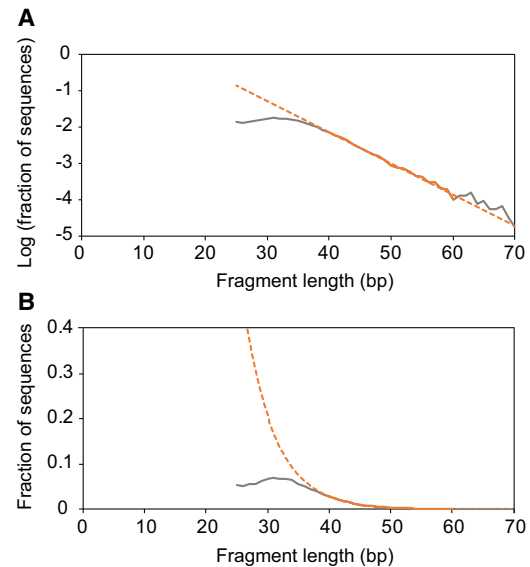 A
Log (fraction of sequences)
0
-1
-2
-3
-4
-5
0 10 20 30 40 50 60 70
Fragment length (bp)
B
Fraction of sequences
0.4
0.3
0.2
0.1
0
0 10 20 30 40 50 60 70
Fragment length (bp)